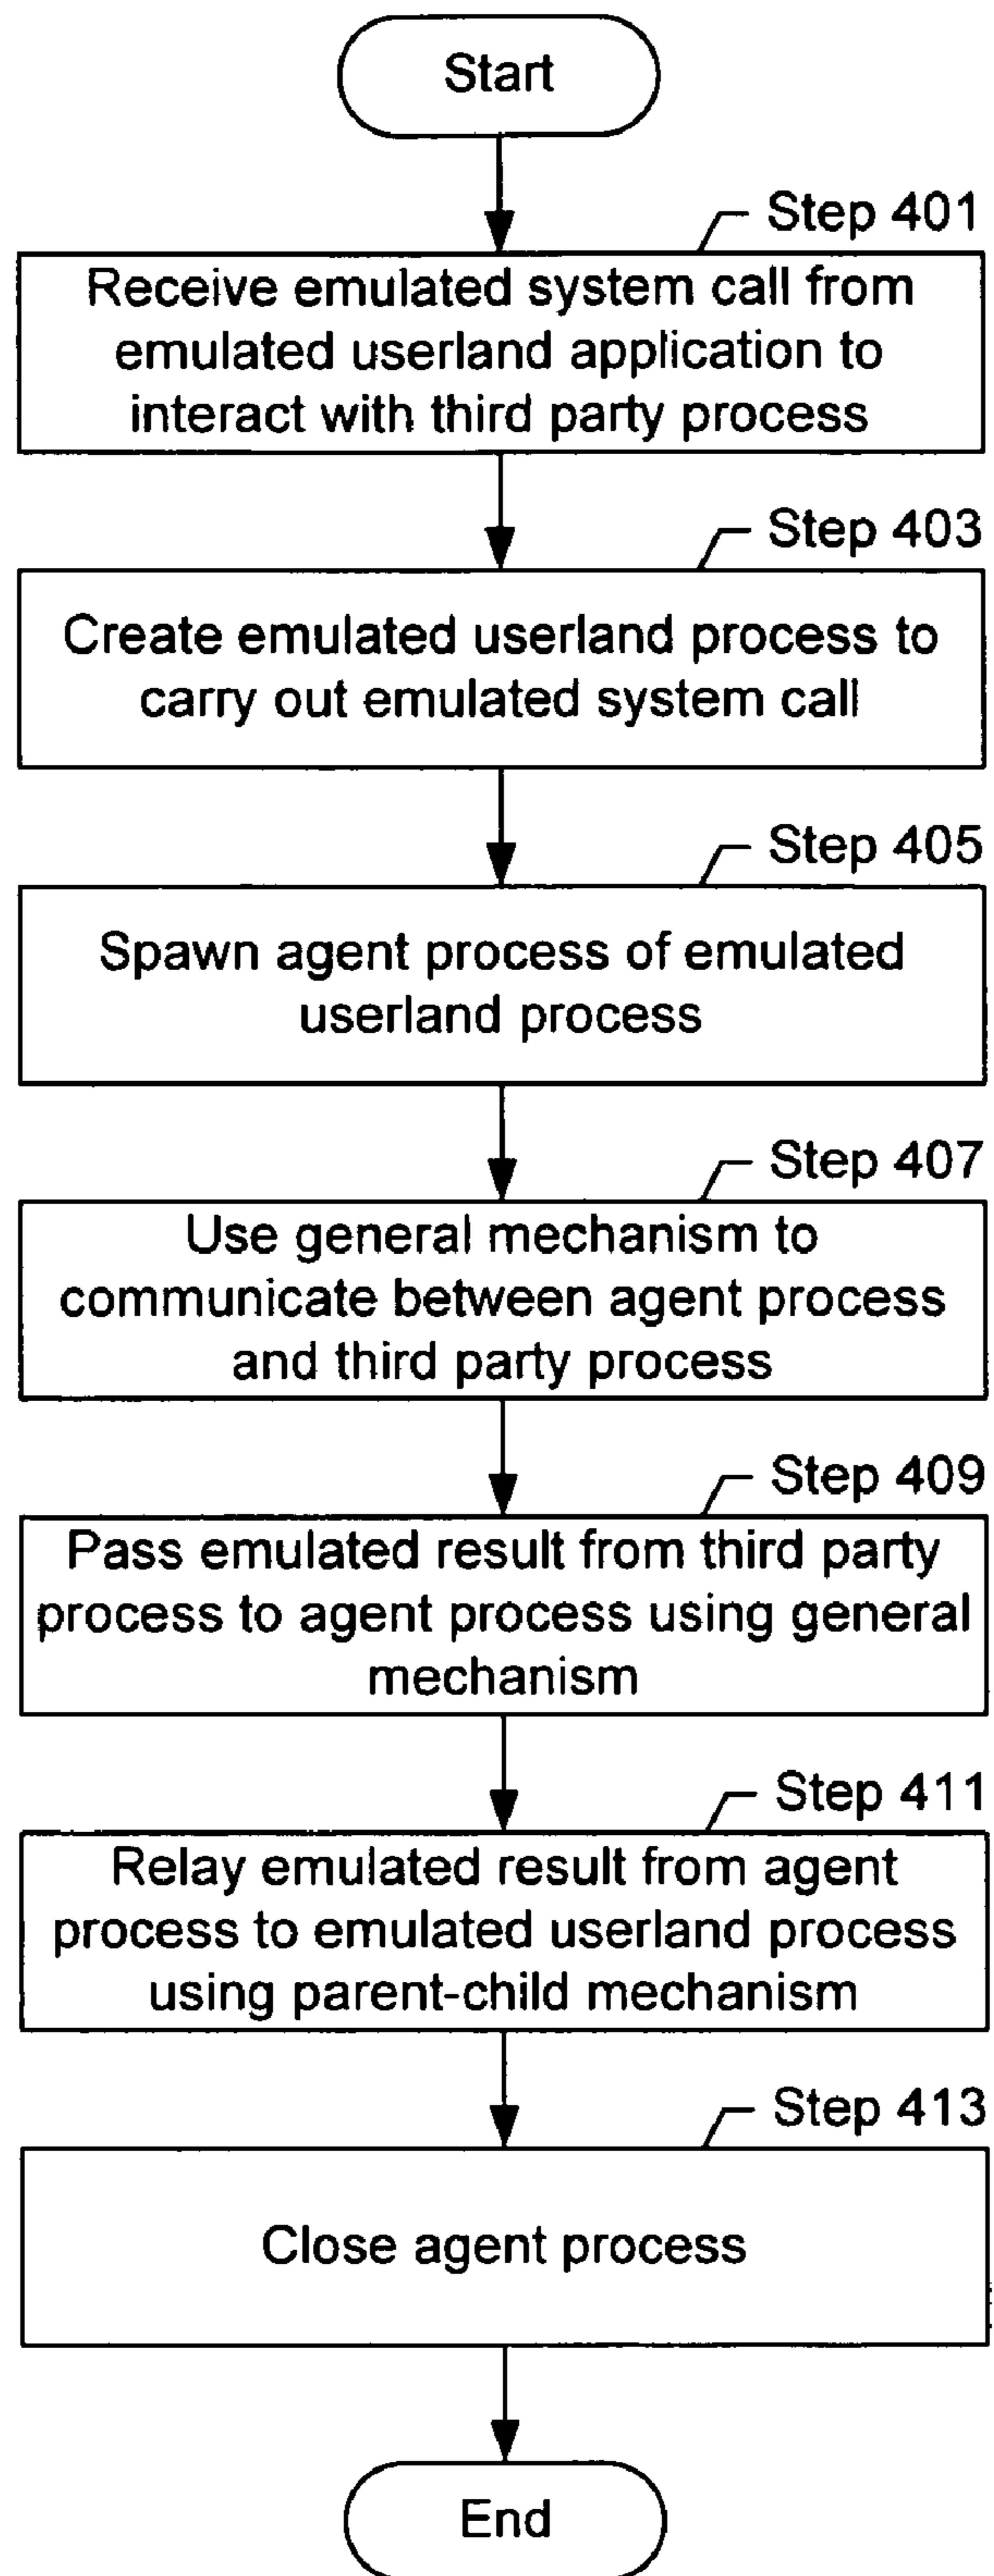 Start
Step 401
Receive emulated system call from
emulated userland application to
interact with third party process
Step 403
Create emulated userland process to
carry out emulated system call
Step 405
Spawn agent process of emulated
userland process
Step 407
Use general mechanism to
communicate between agent process
and third party process
Step 409
Pass emulated result from third party
process to agent process using general
mechanism
Step 411
Relay emulated result from agent
process to emulated userland process
using parent-child mechanism
Step 413
Close agent process
End